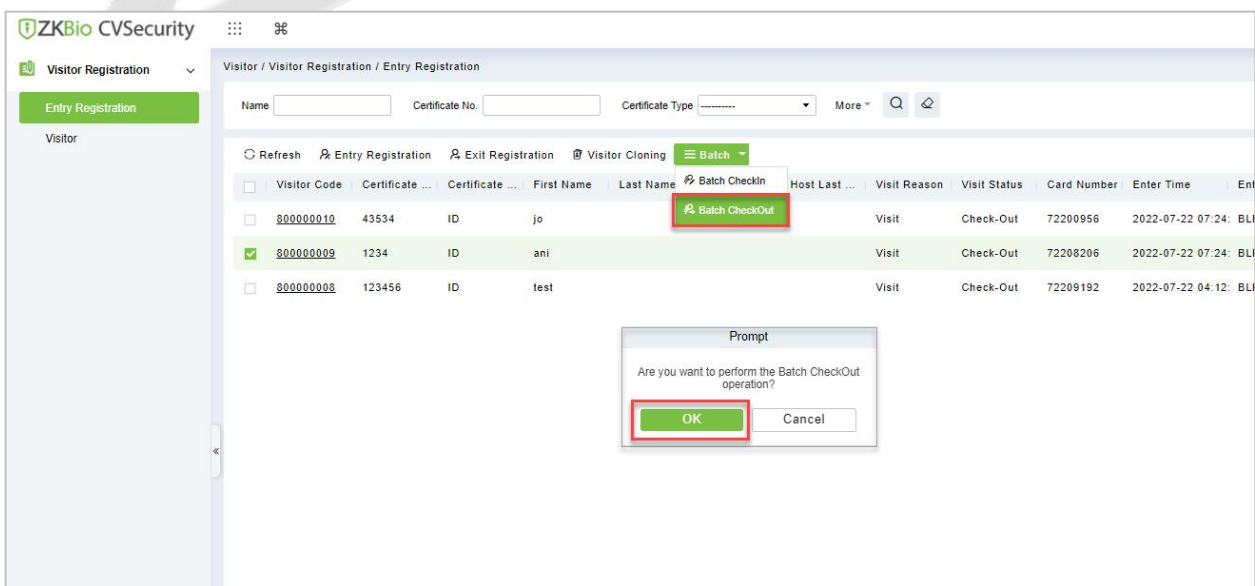 ZKBio CVSecurity
Visitor Registration
Visitor / Visitor Registration / Entry Registration
Entry Registration
Name Certificate No. Certificate Type ---------- More
Visitor
Refresh Entry Registration Exit Registration Visitor Cloning Batch
Batch CheckIn
Batch CheckOut
Visitor Code Certificate ... Certificate ... First Name Last Name Host Last ... Visit Reason Visit Status Card Number Enter Time Ent
800000010 43534 ID jo Visit Check-Out 72200956 2022-07-22 07:24: BLI
800000009 1234 ID ani Visit Check-Out 72208206 2022-07-22 07:24: BLI
800000008 123456 ID test Visit Check-Out 72209192 2022-07-22 04:12: BLI
Prompt
Are you want to perform the Batch CheckOut
operation?
OK Cancel